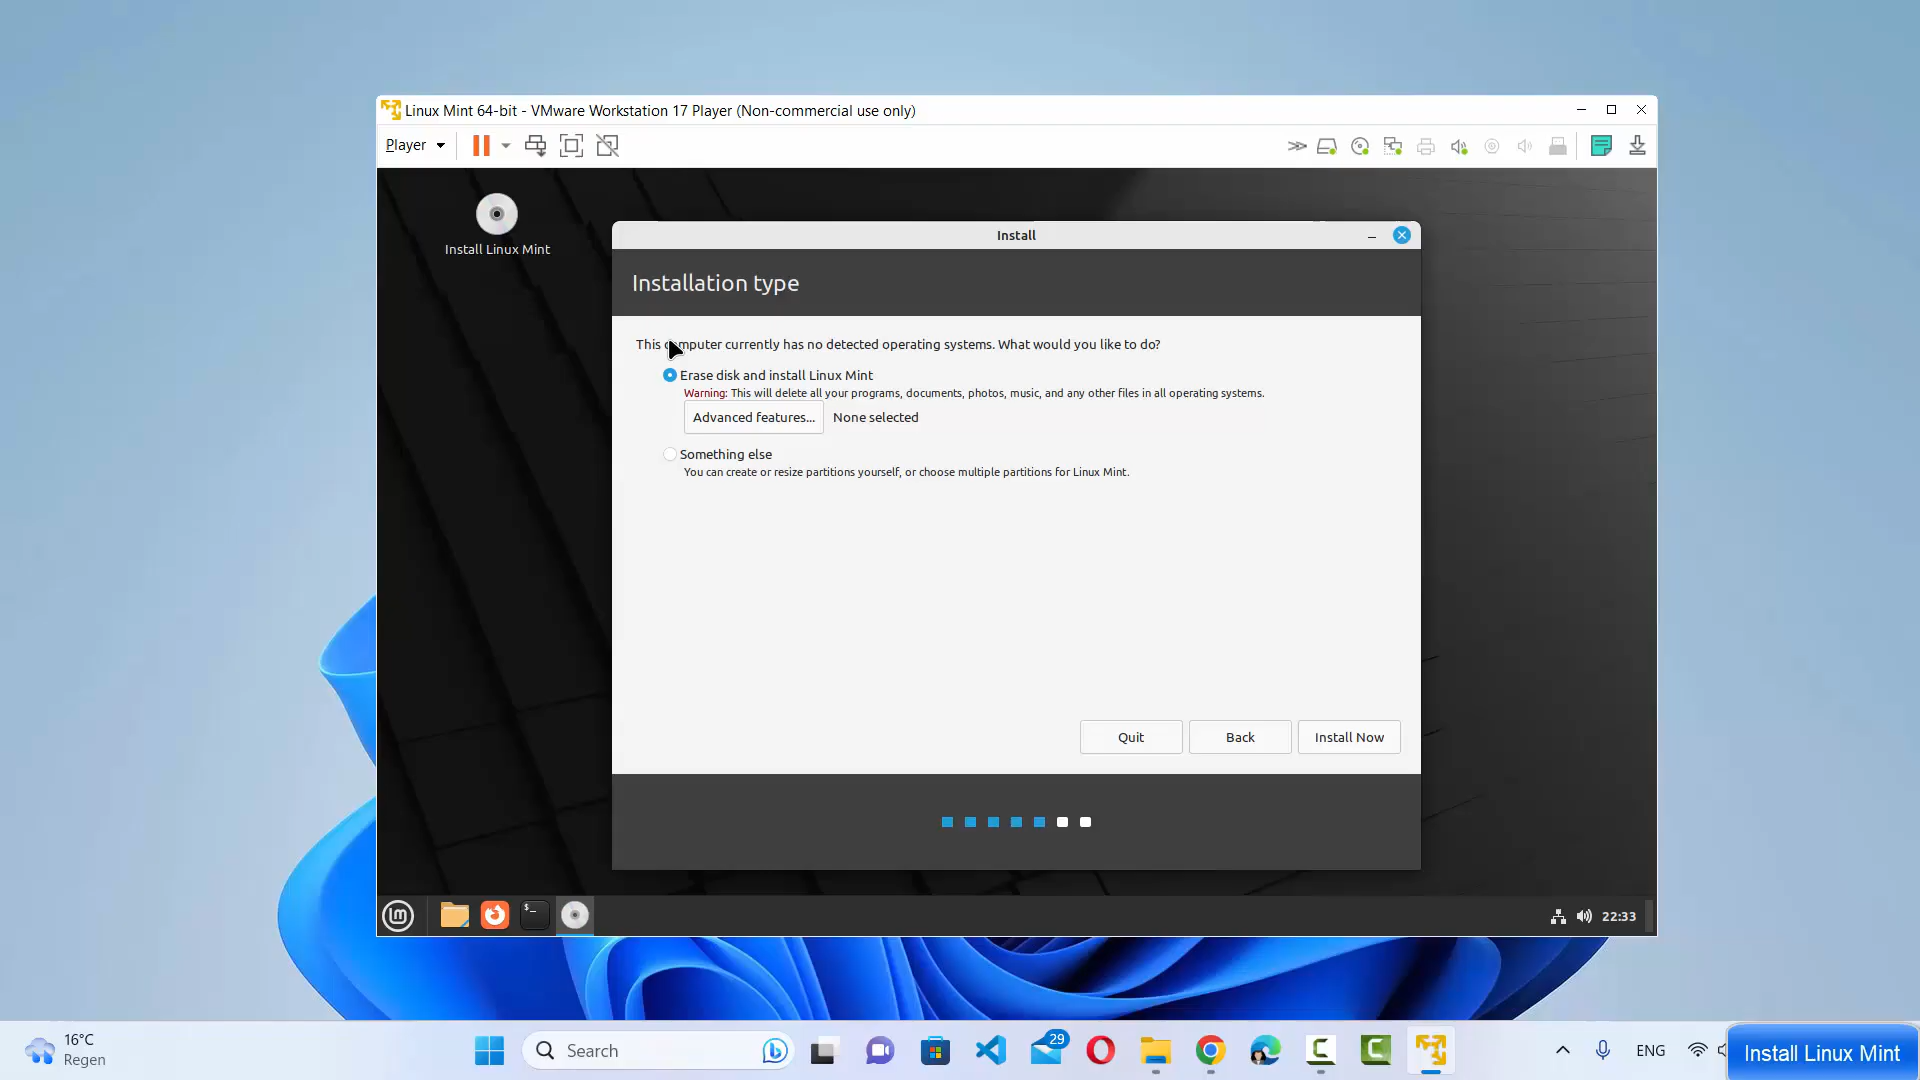 Linux Mint 64-bit - VMware Workstation 17 Player (Non-commercial use only)
Player
Install Linux Mint
Install
Installation type
This computer currently has no detected operating systems. What would you like to do?
Erase disk and install Linux Mint
Warning: This will delete all your programs, documents, photos, music, and any other files in all operating systems.
Advanced features... None selected
Something else
You can create or resize partitions yourself, or choose multiple partitions for Linux Mint.
Quit Back Install Now
22:33
16°C
Regen
Search
29
ENG
Install Linux Mint